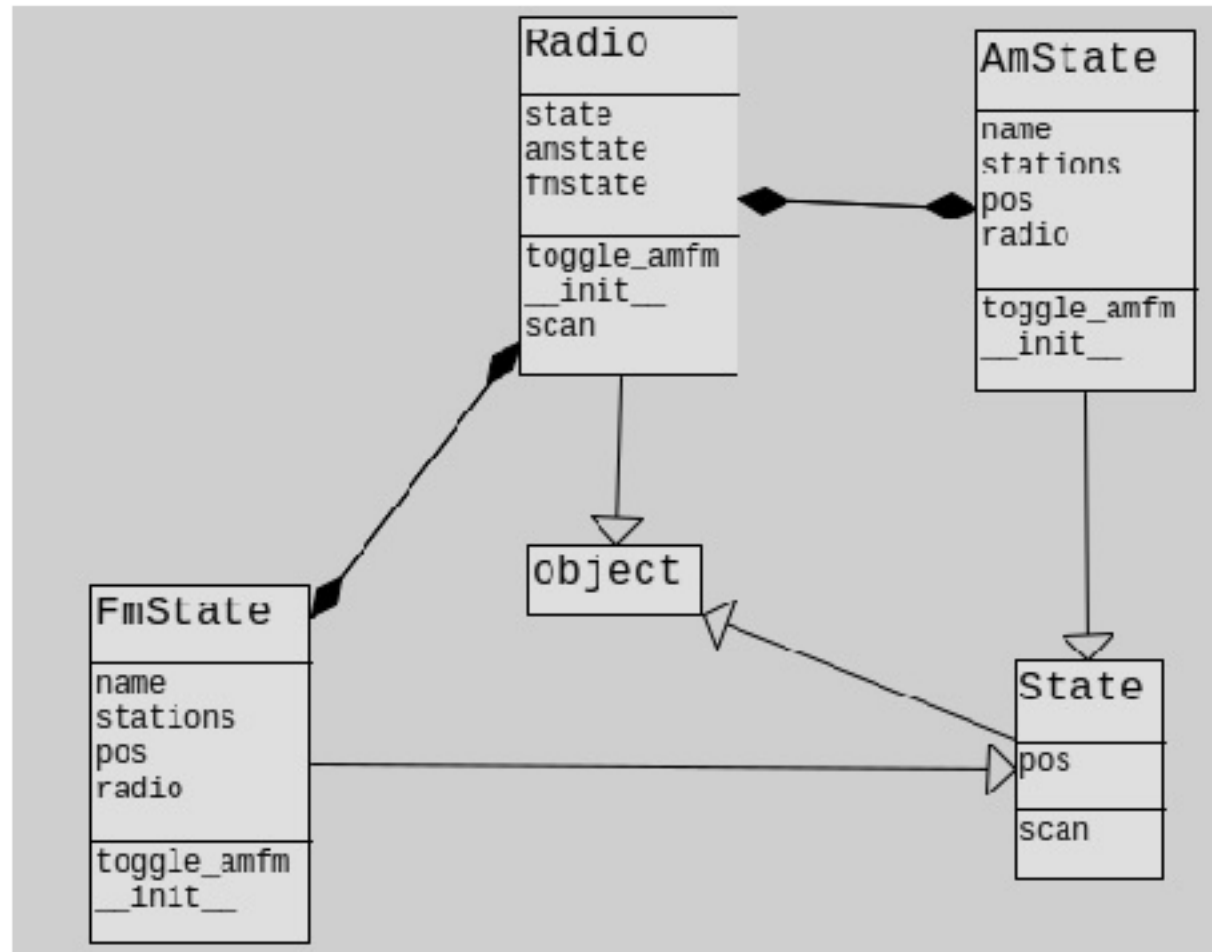 Radio
state
amstate
fmstate
toggle_amfm
__init__
scan
AmState
name
stations
pos
radio
toggle_amfm
__init__
object
FmState
name
stations
pos
radio
toggle_amfm
__init__
State
pos
scan